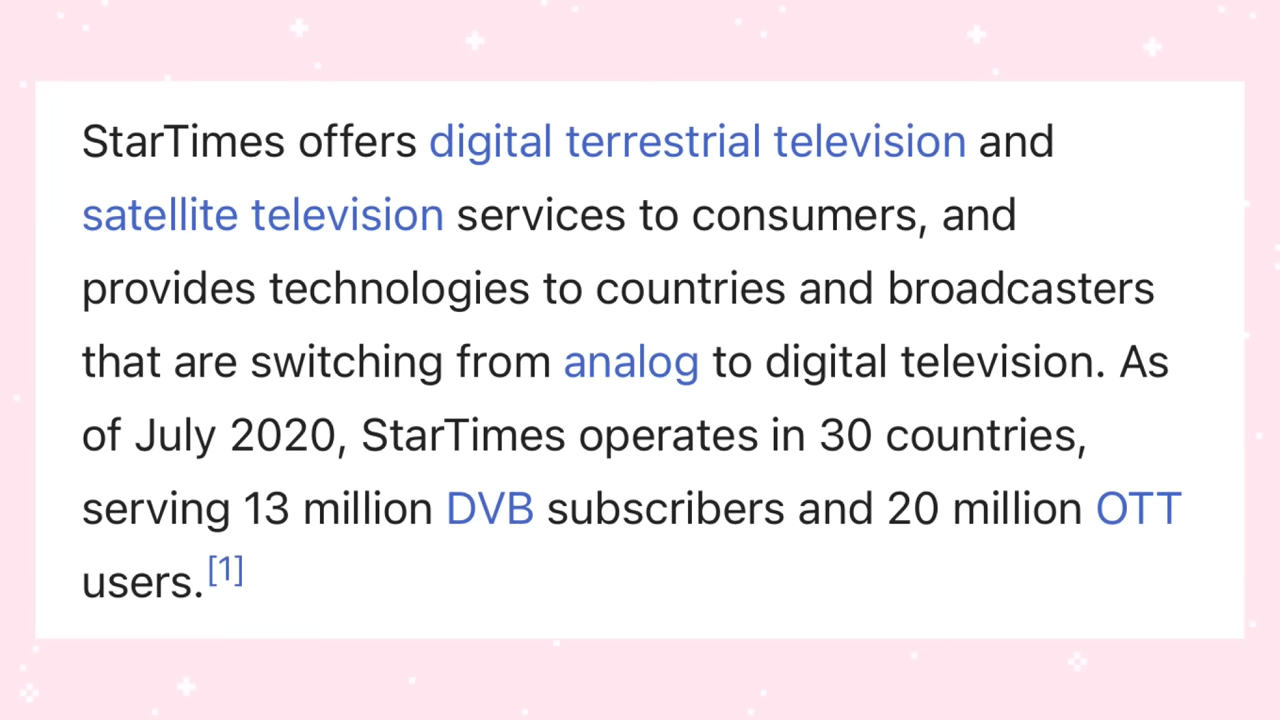 StarTimes offers digital terrestrial television and
satellite television services to consumers, and
provides technologies to countries and broadcasters
that are switching from analog to digital television. As
of July 2020, StarTimes operates in 30 countries,
serving 13 million DVB subscribers and 20 million OTT
users.[1]